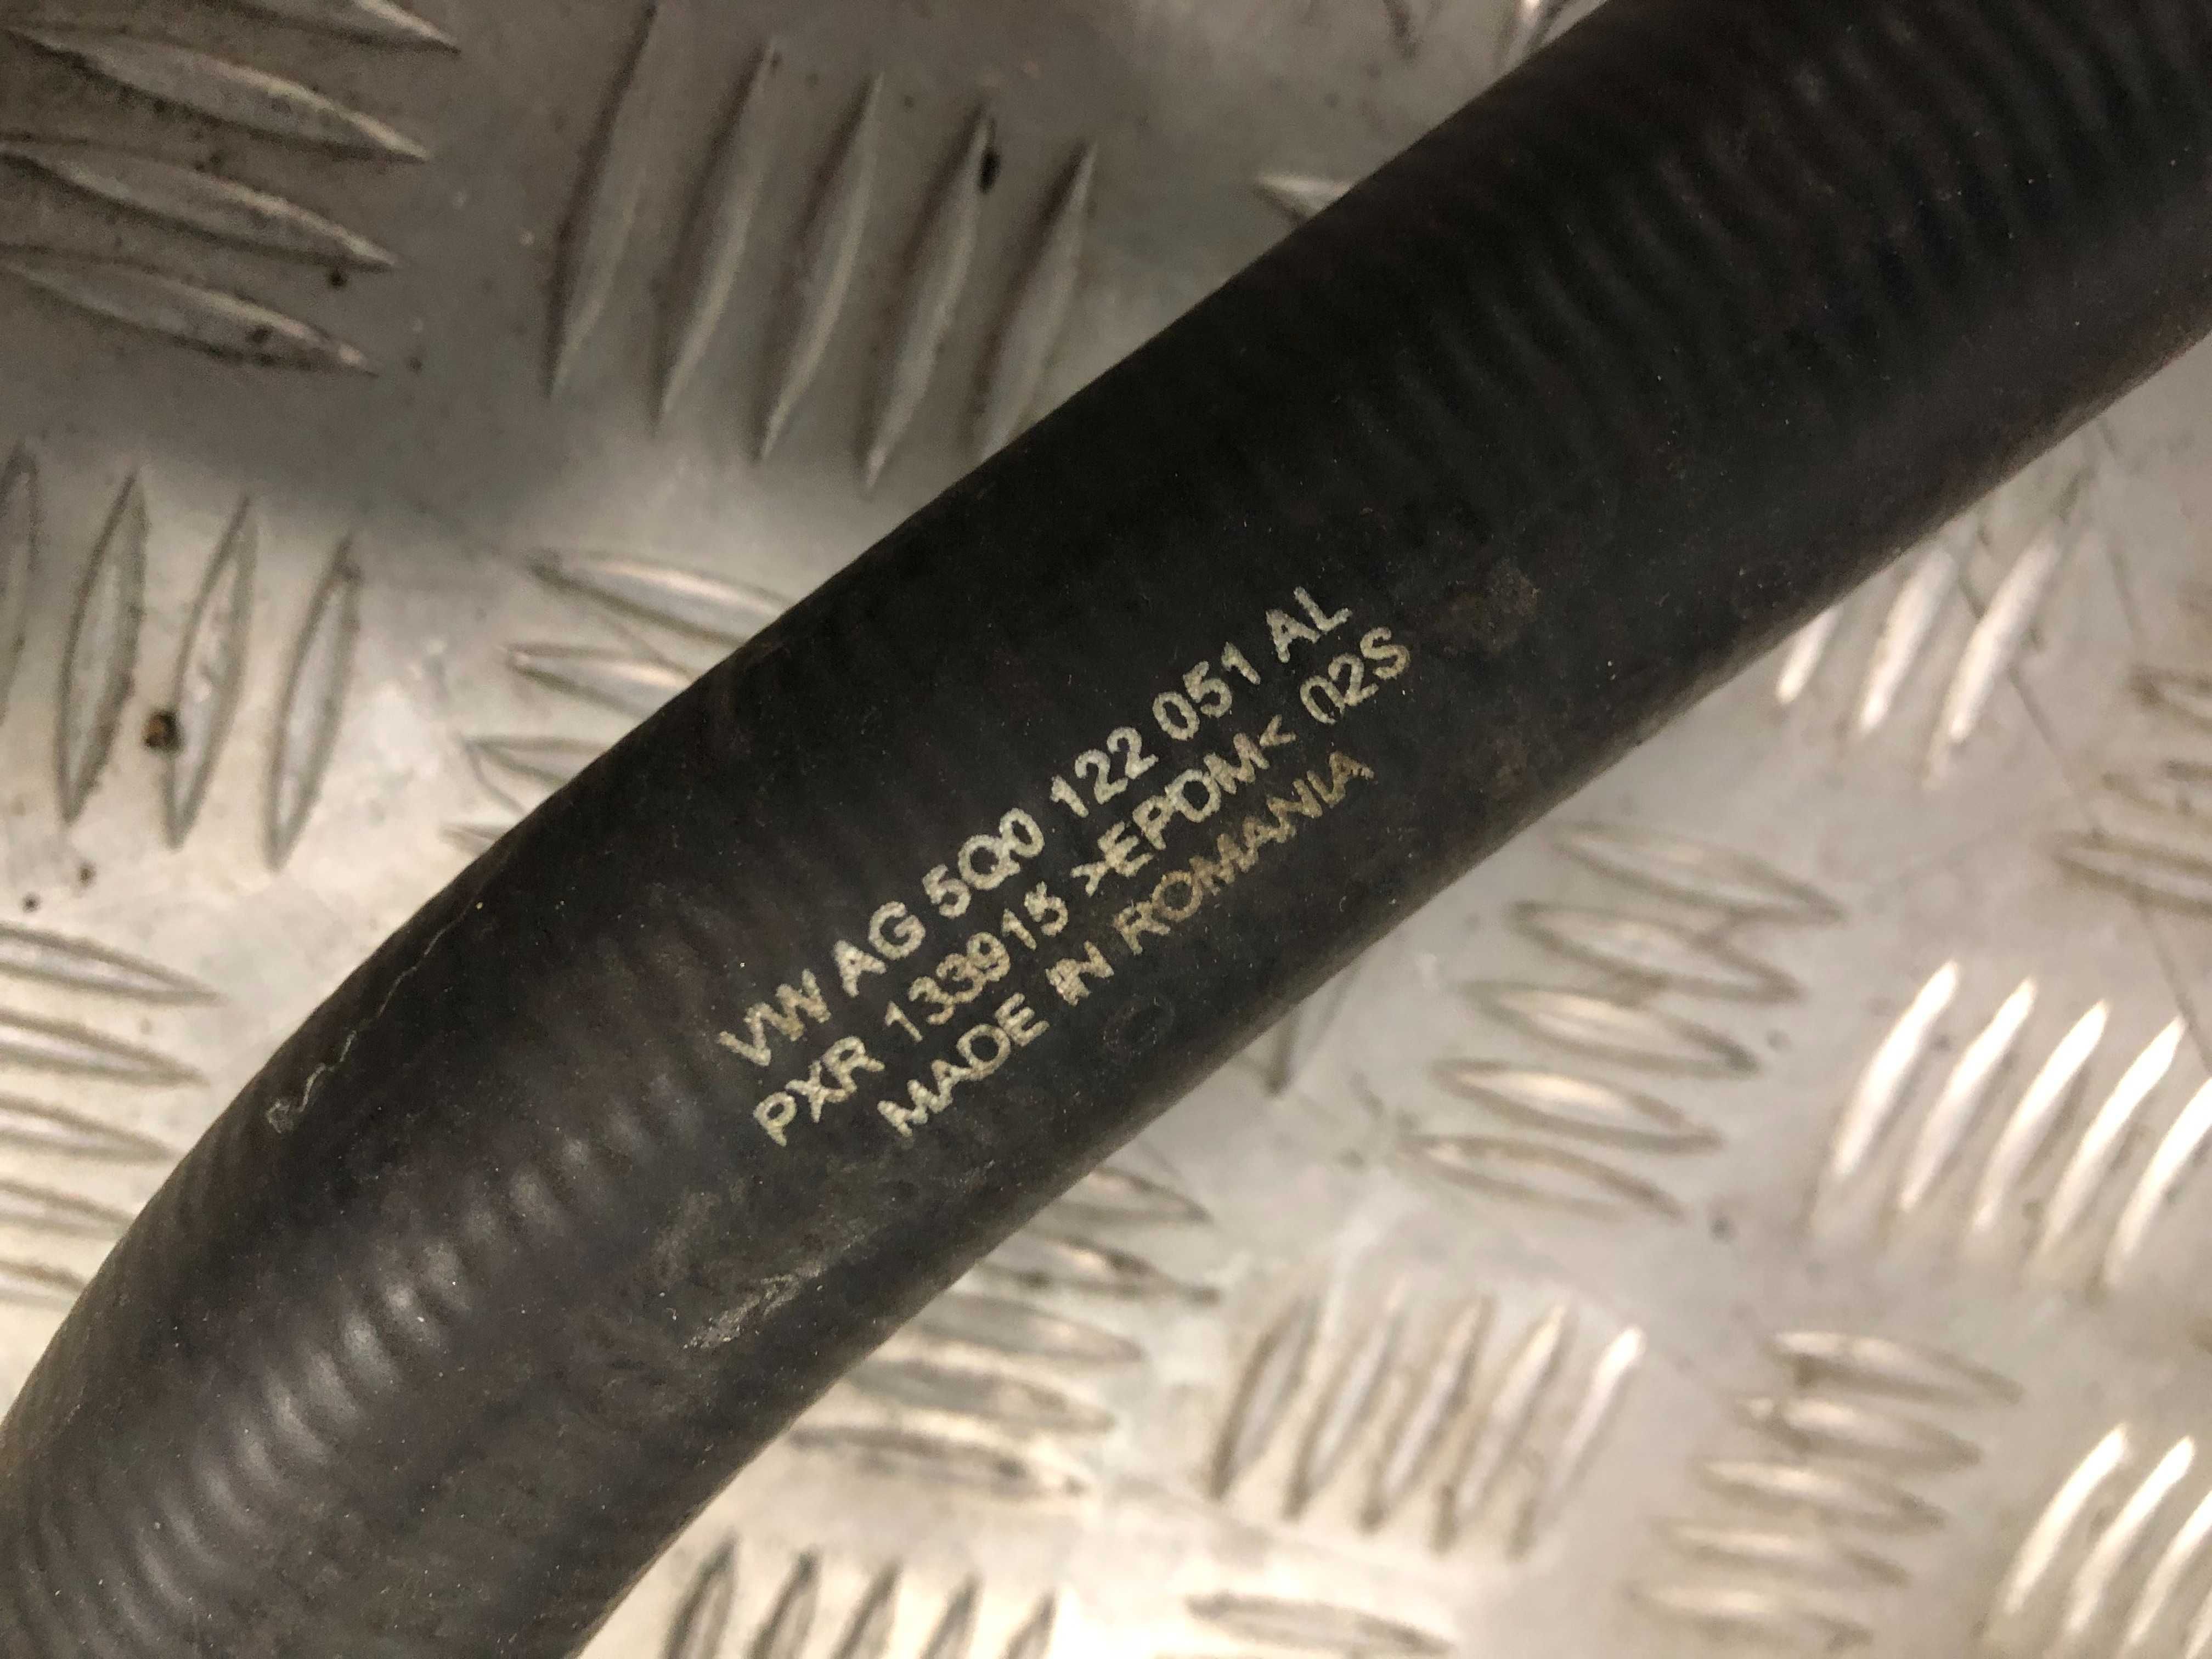 VW AG 5Q0 122 051 AL
PXR 133915 >EPDM< 02S
MADE IN ROMANIA